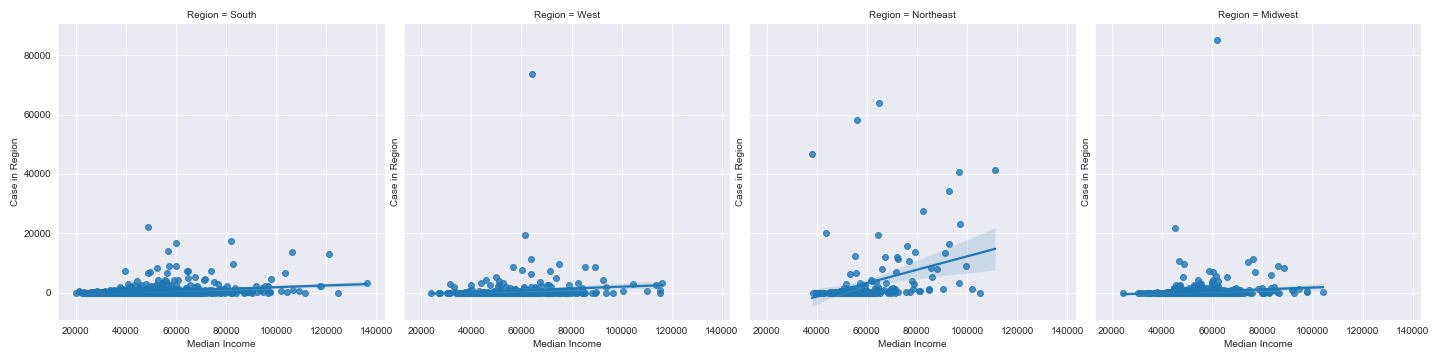 Region = South
Region = West
Region = Northeast
Region = Midwest
80000
60000
40000
20000
0
Case in Region
Case in Region
Case in Region
Case in Region
20000 40000 60000 80000 100000 120000 140000
20000 40000 60000 80000 100000 120000 140000
20000 40000 60000 80000 100000 120000 140000
20000 40000 60000 80000 100000 120000 140000
Median Income
Median Income
Median Income
Median Income